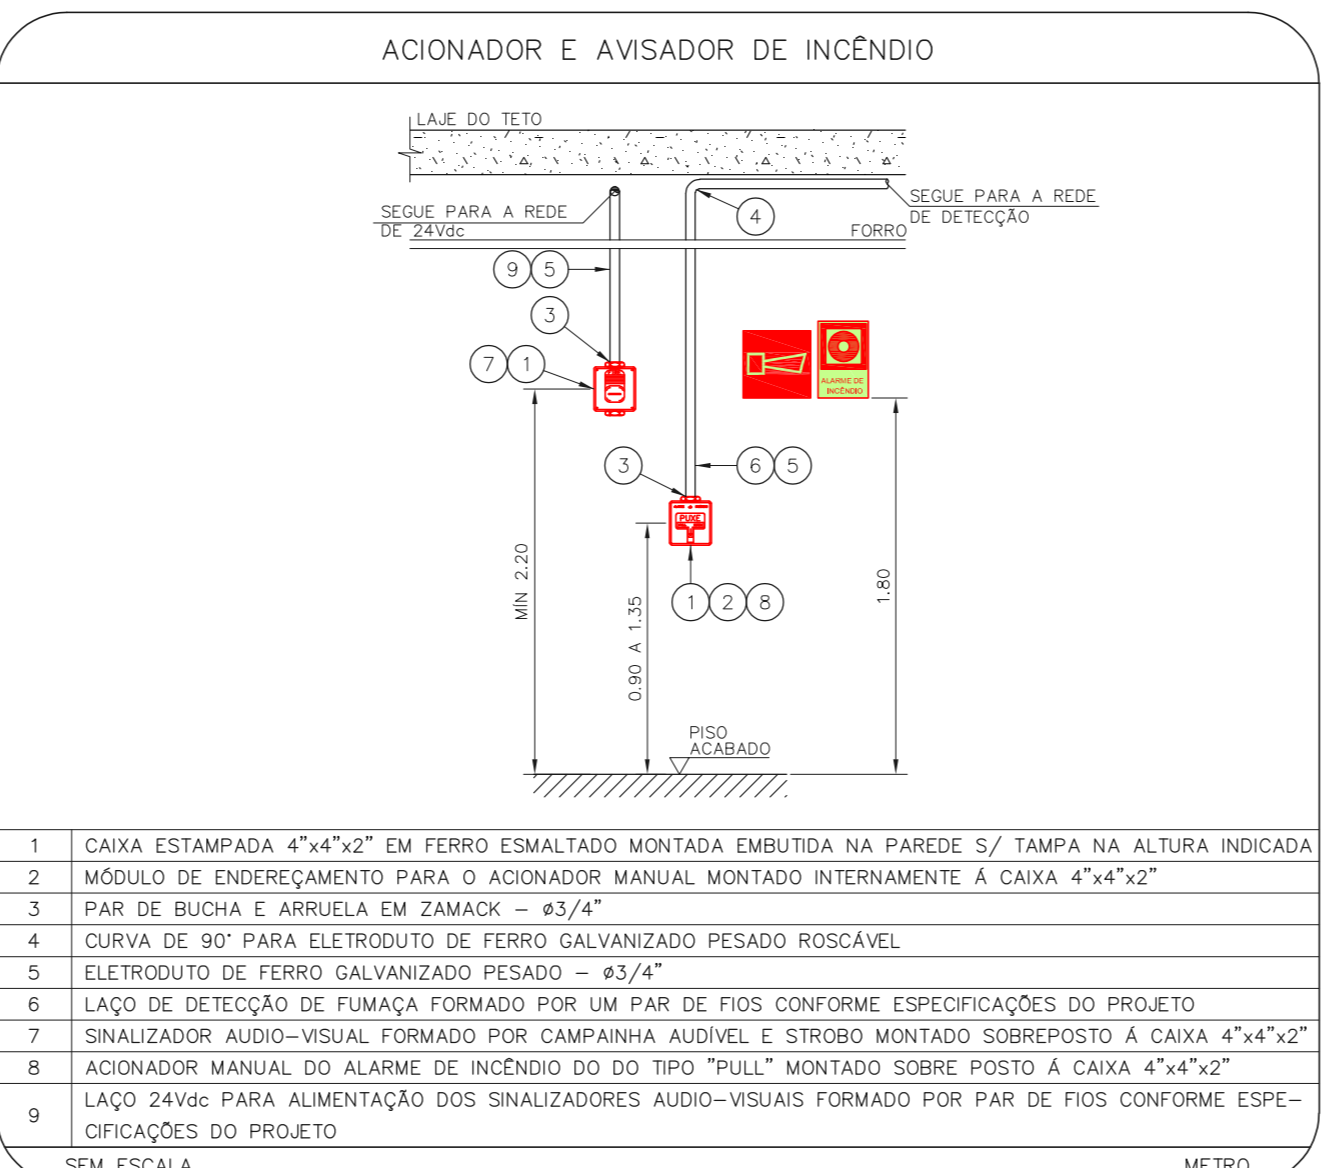 ACIONADOR E AVISADOR DE INCÊNDIO
LAJE DO TETO
SEGUE PARA A REDE
DE 24Vdc
4
SEGUE PARA A REDE
DE DETECÇÃO
FORRO
9 5
3
7 1
ALARME DE
INCÊNDIO
3
6 5
PUXE
MÍN 2.20
0.90 A 1.35
1 2 8
1.80
PISO
ACABADO
1 CAIXA ESTAMPADA 4”x4”x2” EM FERRO ESMALTADO MONTADA EMBUTIDA NA PAREDE S/ TAMPA NA ALTURA INDICADA
2 MÓDULO DE ENDEREÇAMENTO PARA O ACIONADOR MANUAL MONTADO INTERNAMENTE Á CAIXA 4”x4”x2”
3 PAR DE BUCHA E ARRUELA EM ZAMACK – ø3/4”
4 CURVA DE 90° PARA ELETRODUTO DE FERRO GALVANIZADO PESADO ROSCÁVEL
5 ELETRODUTO DE FERRO GALVANIZADO PESADO – ø3/4”
6 LAÇO DE DETECÇÃO DE FUMAÇA FORMADO POR UM PAR DE FIOS CONFORME ESPECIFICAÇÕES DO PROJETO
7 SINALIZADOR AUDIO–VISUAL FORMADO POR CAMPAINHA AUDÍVEL E STROBO MONTADO SOBREPOSTO Á CAIXA 4”x4”x2”
8 ACIONADOR MANUAL DO ALARME DE INCÊNDIO DO DO TIPO ”PULL” MONTADO SOBRE POSTO Á CAIXA 4”x4”x2”
9 LAÇO 24Vdc PARA ALIMENTAÇÃO DOS SINALIZADORES AUDIO–VISUAIS FORMADO POR PAR DE FIOS CONFORME ESPE–
CIFICAÇÕES DO PROJETO
SEM ESCALA
METRO